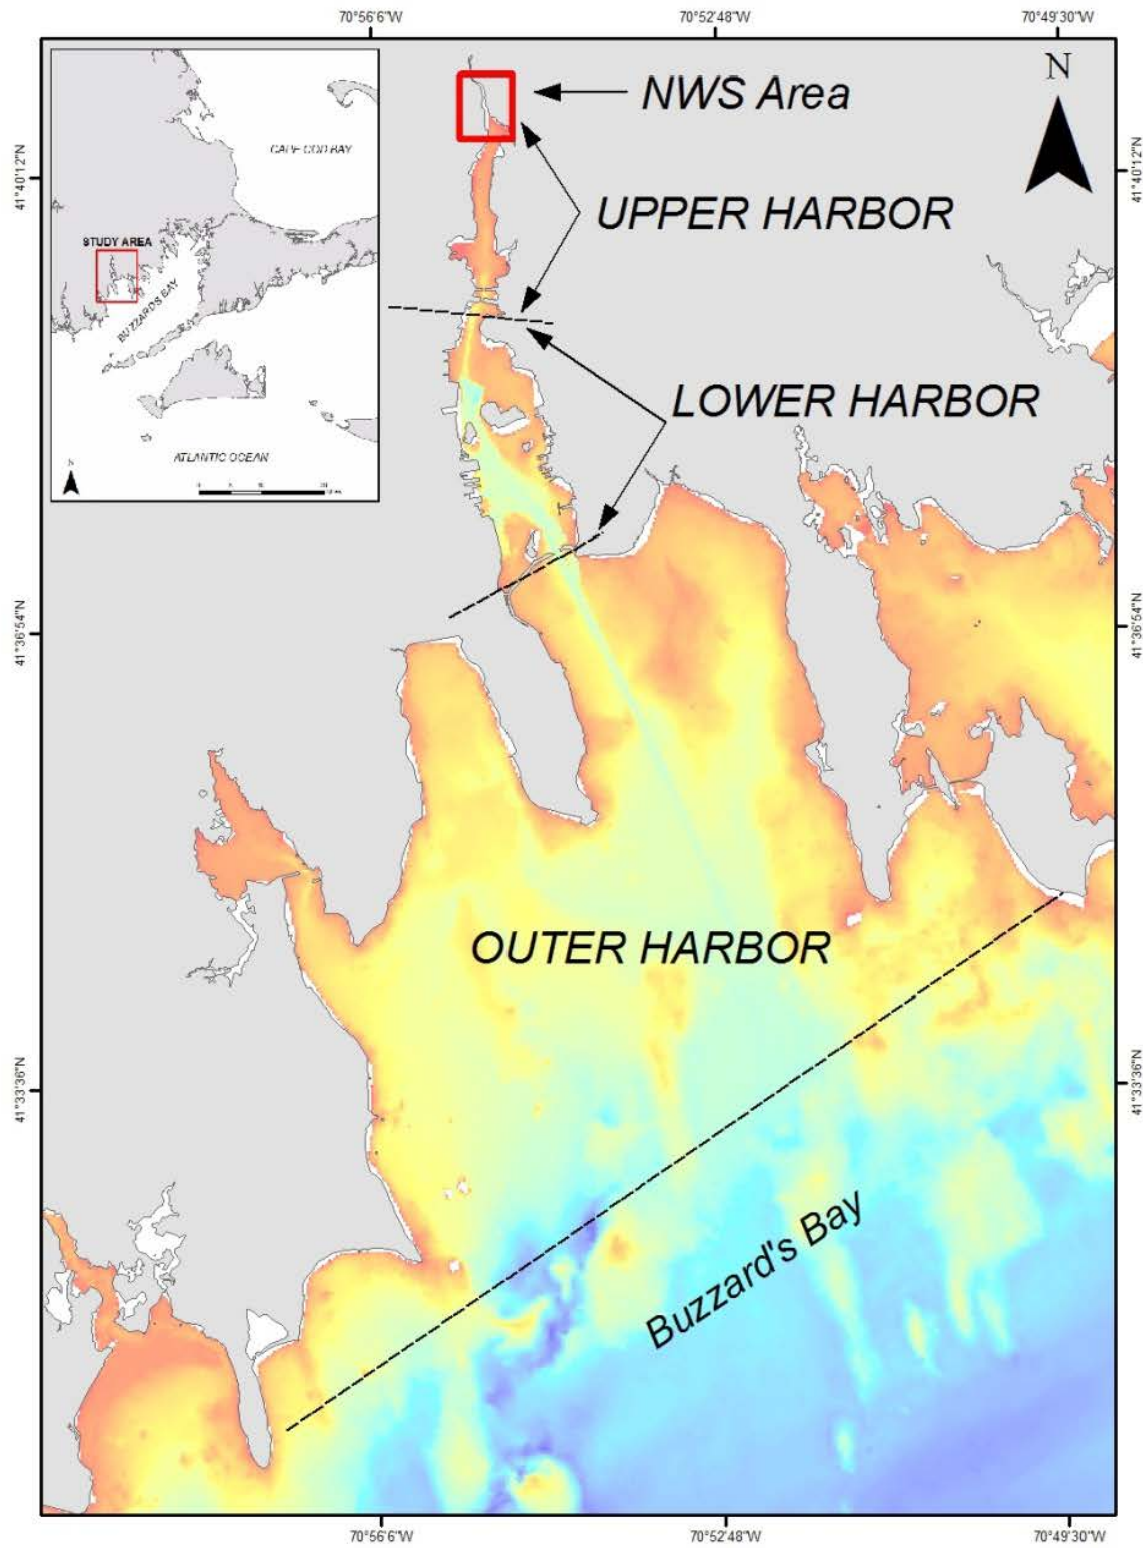 70°56'6"W 70°52'48"W 70°49'30"W
N
NWS Area
CAPE COD BAY
41°40'12"N
41°40'12"N
UPPER HARBOR
STUDY AREA
BUZZARDS BAY
LOWER HARBOR
ATLANTIC OCEAN
N
41°36'54"N
41°36'54"N
OUTER HARBOR
41°33'36"N
41°33'36"N
Buzzard's Bay
70°56'6"W 70°52'48"W 70°49'30"W